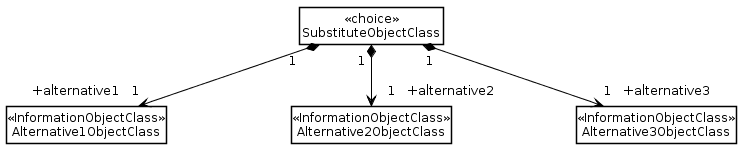 «choice»
SubstituteObjectClass
1 1 1
+alternative1 1 1 +alternative2 1 +alternative3
«InformationObjectClass» «InformationObjectClass» «InformationObjectClass»
Alternative1ObjectClass Alternative2ObjectClass Alternative3ObjectClass